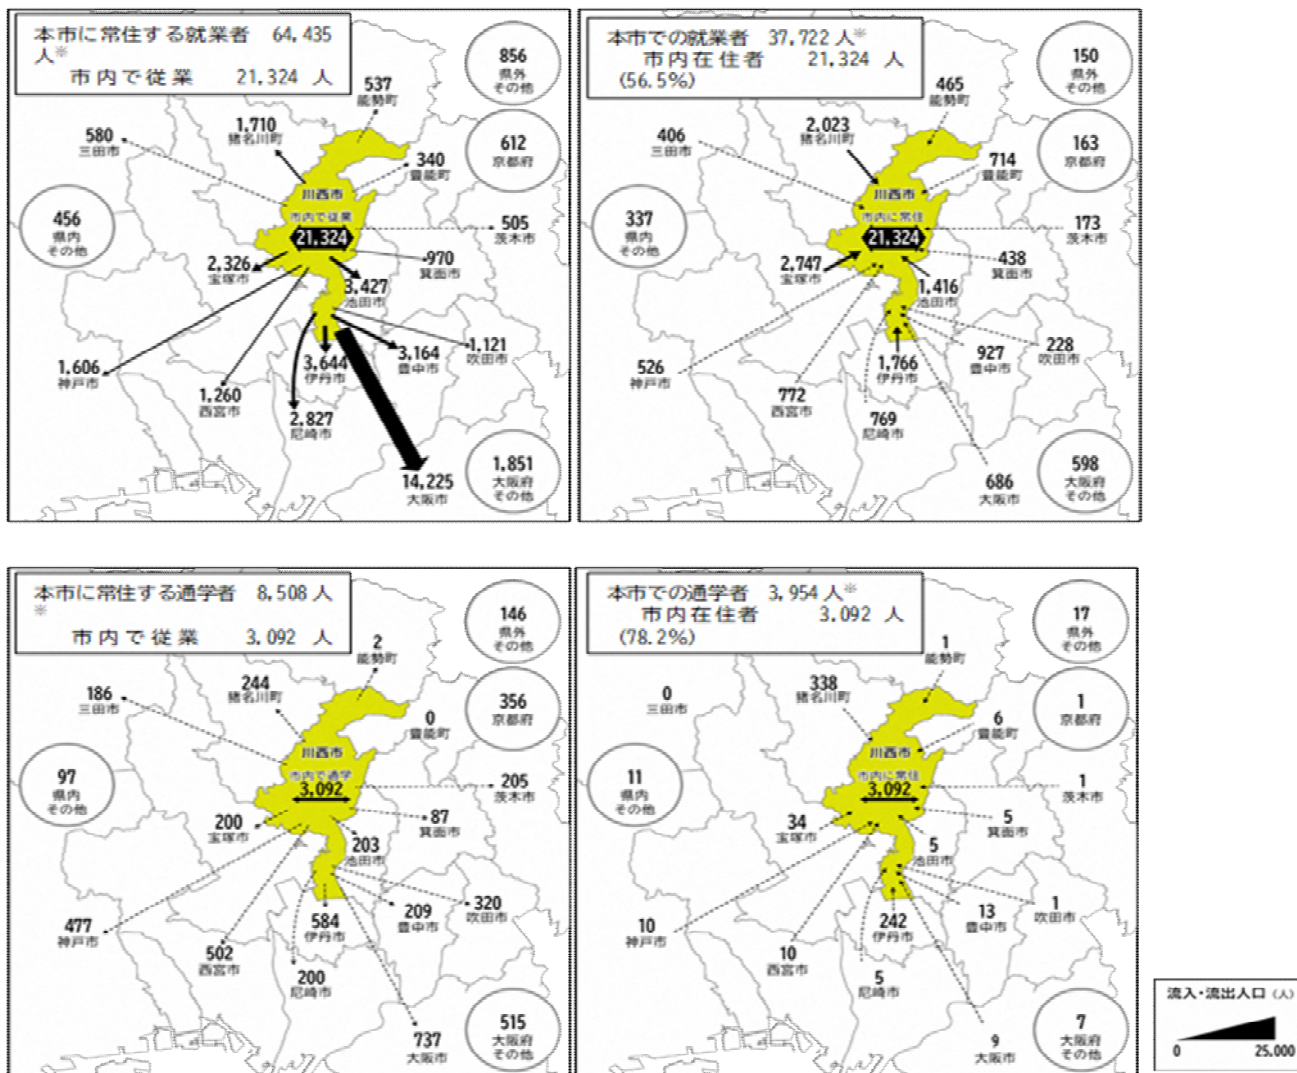 本市に常住する就業者 64,435
人※
市内で従業 21,324 人
856
県外
その他
537
能勢町
1,710
猪名川町
580
三田市
612
京都府
340
豊能町
川西市
456
県内
その他
市内で従業
21,324
505
茨木市
970
箕面市
2,326
宝塚市
3,427
池田市
1,606
神戸市
3,644
伊丹市
3,164
豊中市
1,121
吹田市
1,260
西宮市
2,827
尼崎市
14,225
大阪市
1,851
大阪府
その他
本市での就業者 37,722人※
市内在住者 21,324 人
(56.5%)
150
県外
その他
465
能勢町
2,023
猪名川町
406
三田市
163
京都府
714
豊能町
川西市
337
県内
その他
市内に常住
21,324
173
茨木市
438
箕面市
2,747
宝塚市
1,416
池田市
526
神戸市
1,766
伊丹市
927
豊中市
228
吹田市
772
西宮市
769
尼崎市
686
大阪市
598
大阪府
その他
本市に常住する通学者 8,508人
※
市内で従業 3,092 人
146
県外
その他
2
能勢町
244
猪名川町
186
三田市
356
京都府
0
豊能町
川西市
97
県内
その他
市内で通学
3,092
205
茨木市
87
箕面市
200
宝塚市
203
池田市
477
神戸市
584
伊丹市
209
豊中市
320
吹田市
502
西宮市
200
尼崎市
737
大阪市
515
大阪府
その他
本市での通学者 3,954人※
市内在住者 3,092 人
(78.2%)
17
県外
その他
1
能勢町
338
猪名川町
0
三田市
1
京都府
6
豊能町
川西市
11
県内
その他
市内に常住
3,092
1
茨木市
5
箕面市
34
宝塚市
5
池田市
10
神戸市
242
伊丹市
13
豊中市
1
吹田市
10
西宮市
5
尼崎市
9
大阪市
7
大阪府
その他
流入・流出人口(人)
0 25.000